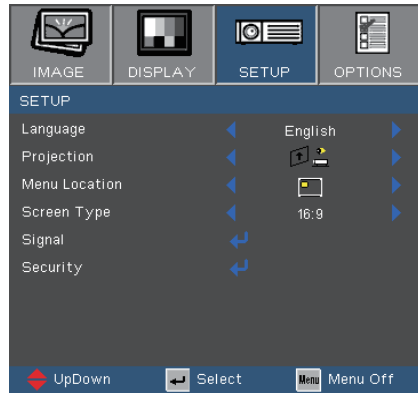 IMAGE DISPLAY SETUP OPTIONS
SETUP
Language English
Projection
Menu Location
Screen Type 16:9
Signal
Security
UpDown Select Menu Menu Off